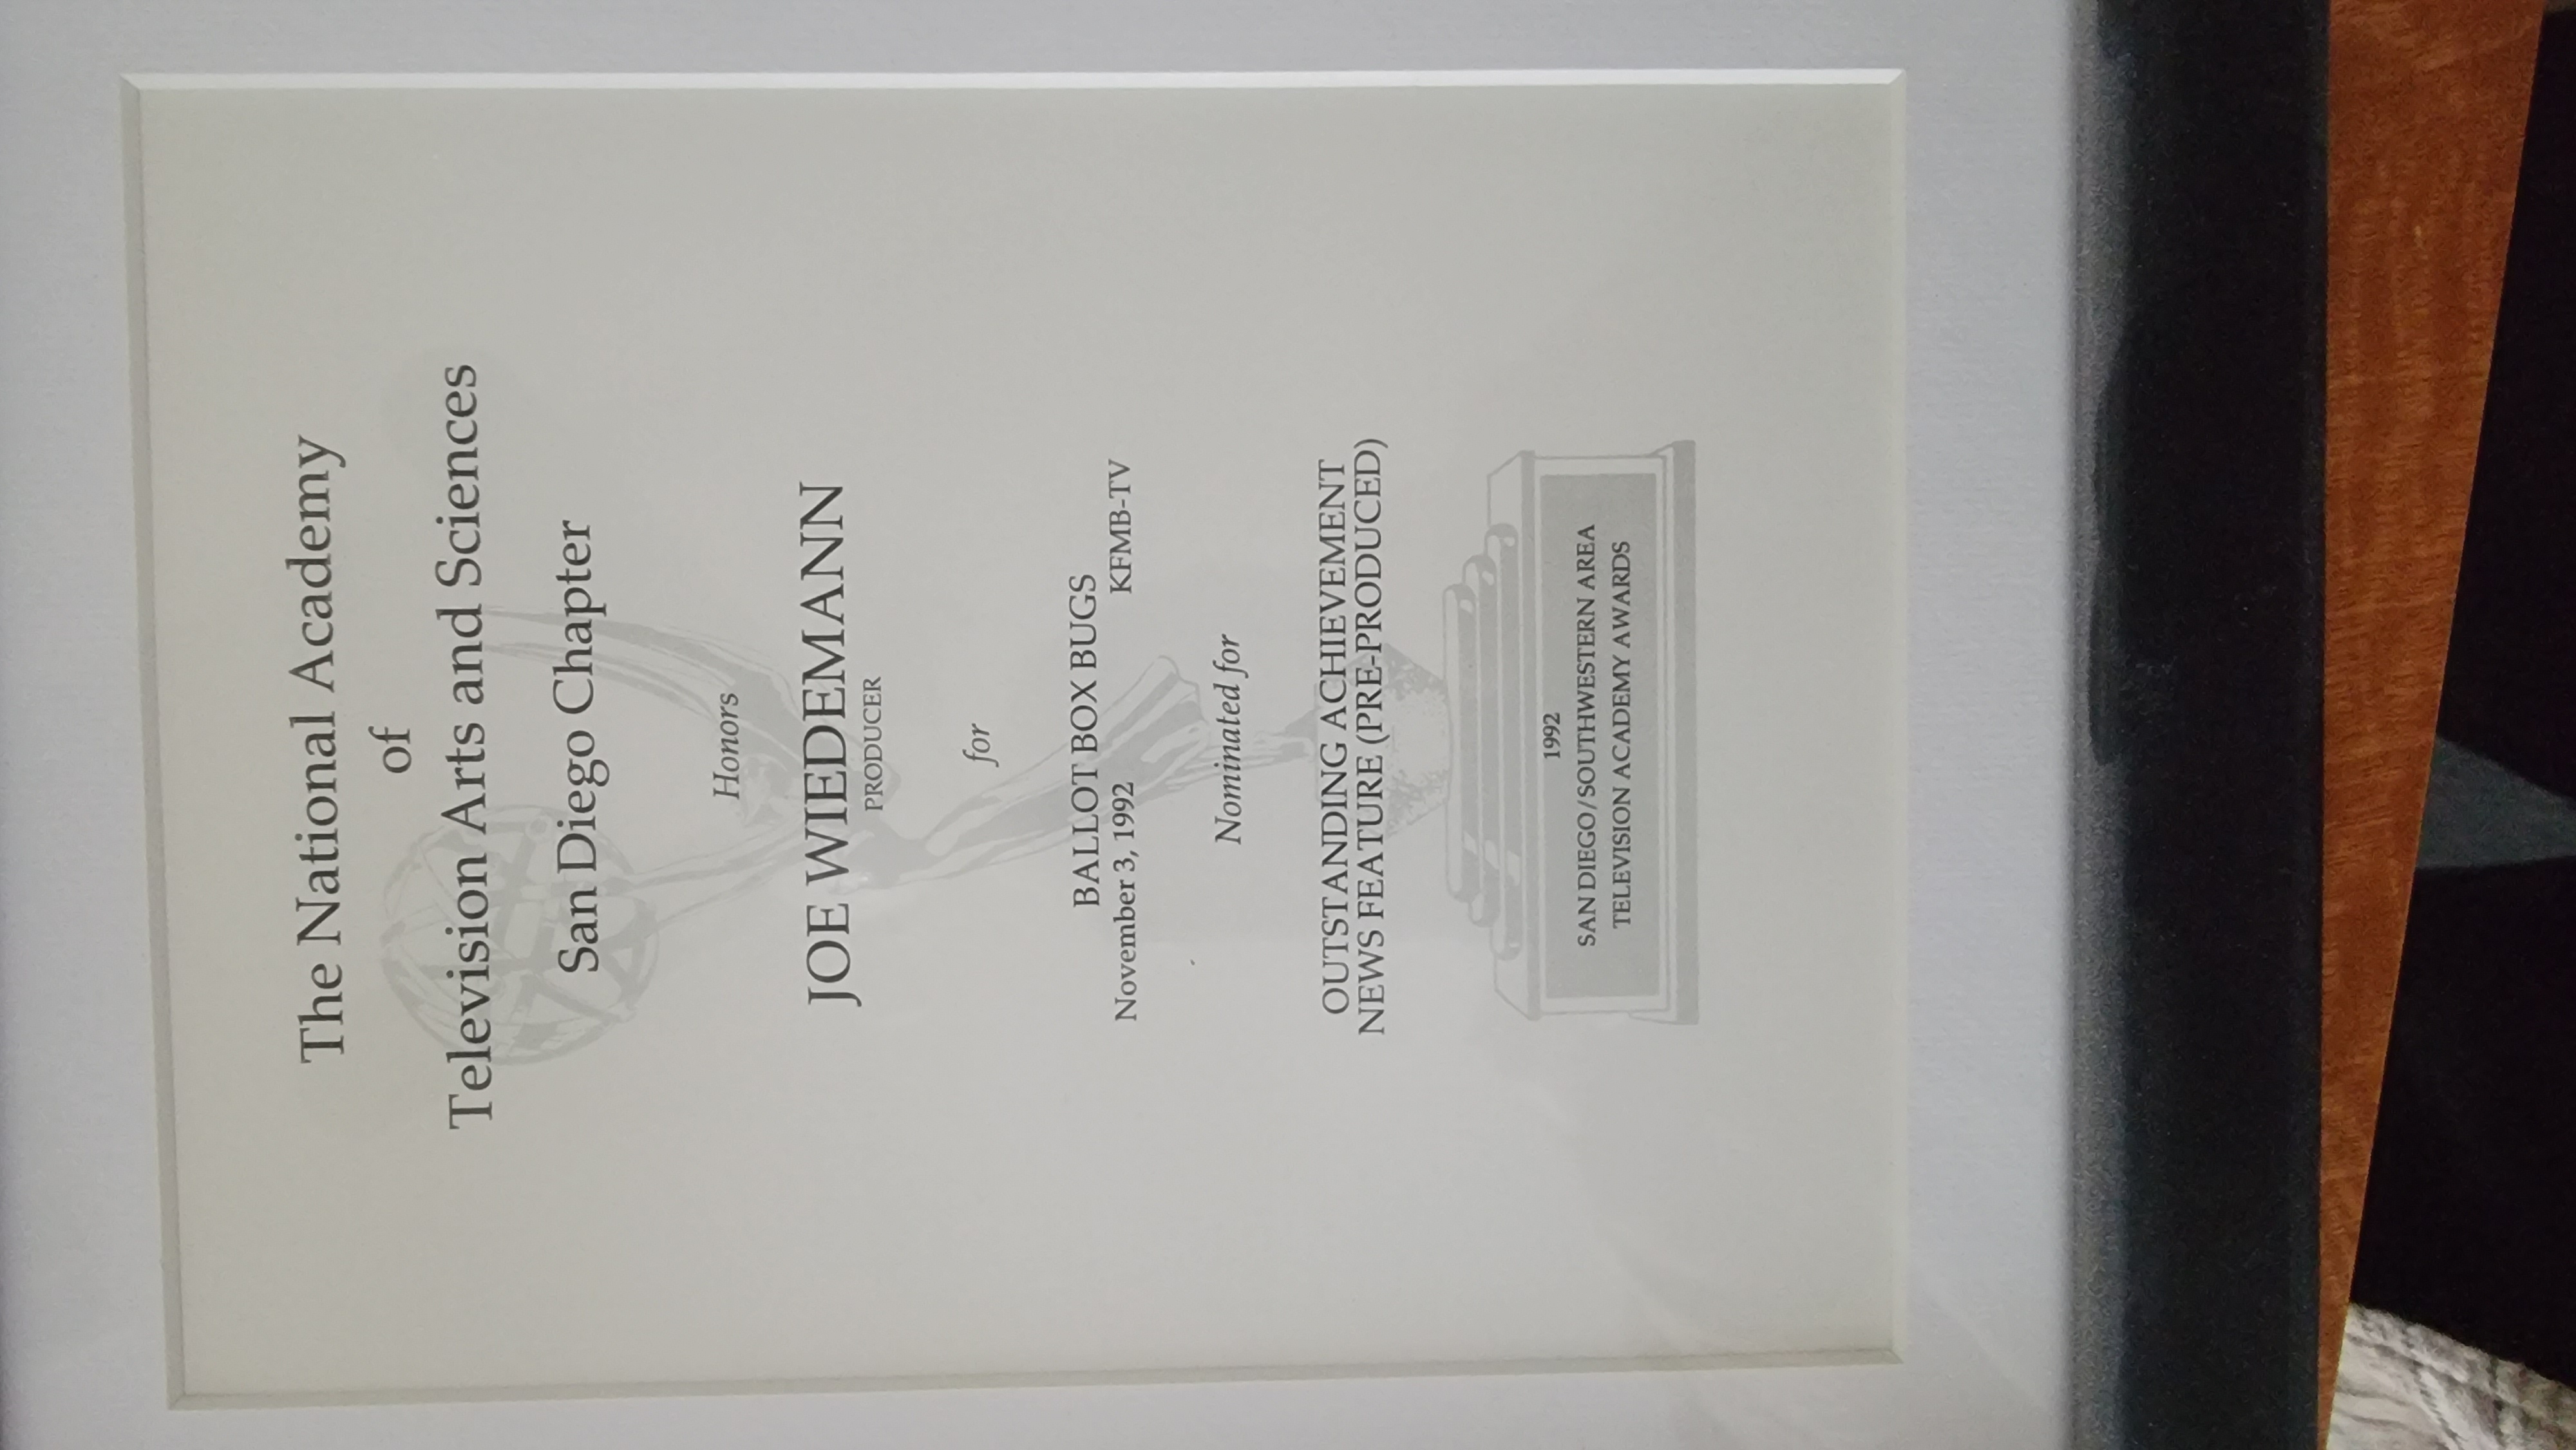 The National Academy
of
Television Arts and Sciences
San Diego Chapter
Honors
JOE WIEDEMANN
PRODUCER
for
BALLOT BOX BUGS
November 3, 1992 KFMB-TV
Nominated for
OUTSTANDING ACHIEVEMENT
NEWS FEATURE (PRE-PRODUCED)
1992
SAN DIEGO/SOUTHWESTERN AREA
TELEVISION ACADEMY AWARDS